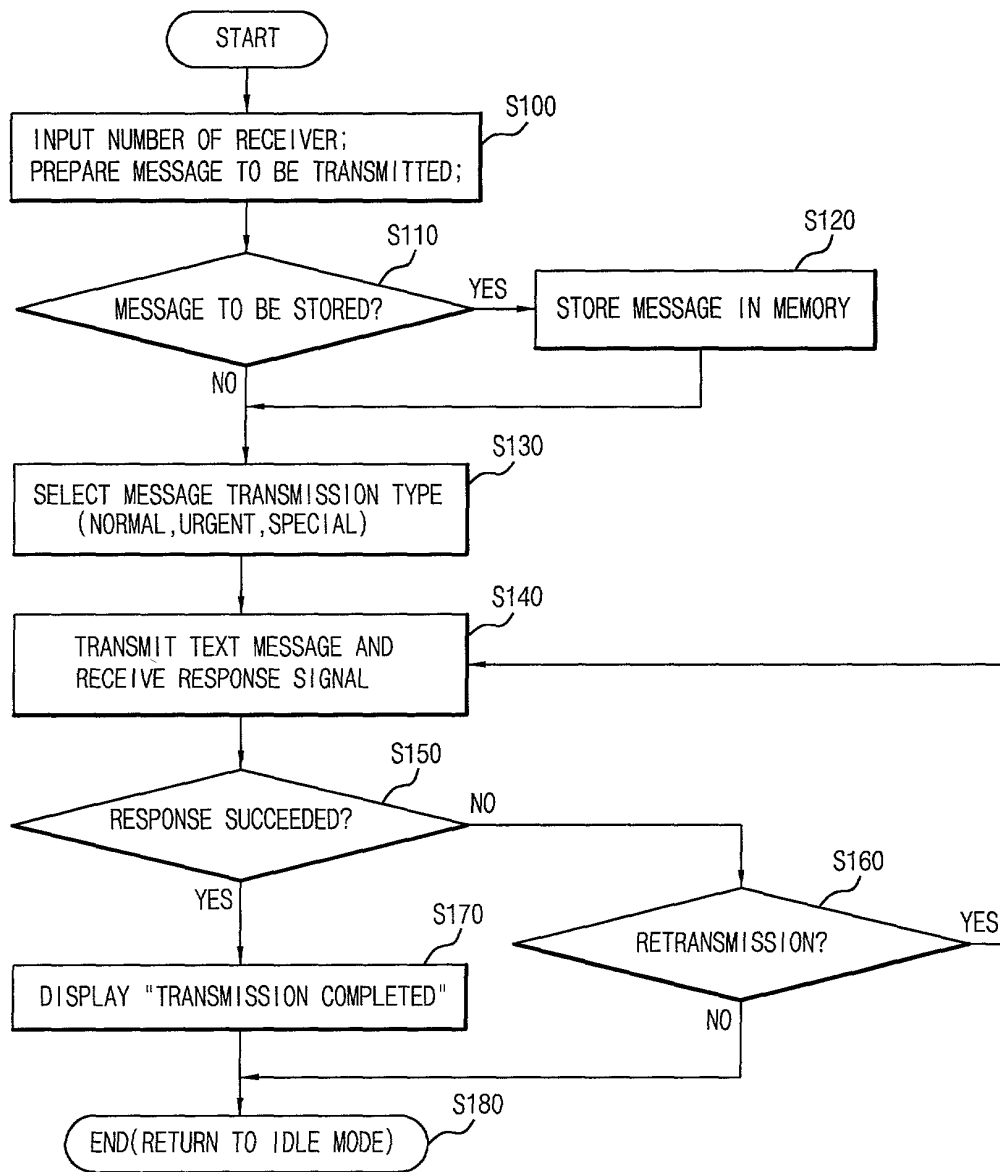 START
S100
INPUT NUMBER OF RECEIVER;
PREPARE MESSAGE TO BE TRANSMITTED;
S110
MESSAGE TO BE STORED?
YES
S120
STORE MESSAGE IN MEMORY
NO
S130
SELECT MESSAGE TRANSMISSION TYPE
(NORMAL,URGENT,SPECIAL)
S140
TRANSMIT TEXT MESSAGE AND
RECEIVE RESPONSE SIGNAL
S150
RESPONSE SUCCEEDED?
NO
YES
S160
RETRANSMISSION?
YES
NO
S170
DISPLAY "TRANSMISSION COMPLETED"
S180
END(RETURN TO IDLE MODE)